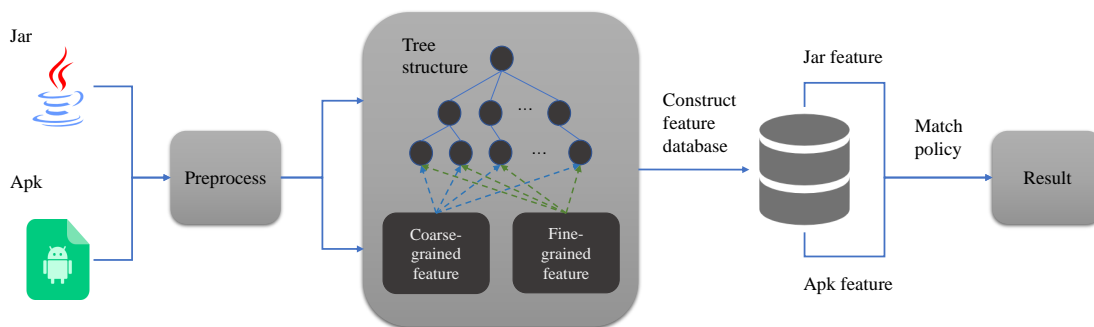 Jar
Apk
Preprocess
Tree
structure
...
...
Coarse-
grained
feature
Fine-
grained
feature
Construct
feature
database
Jar feature
Apk feature
Match
policy
Result